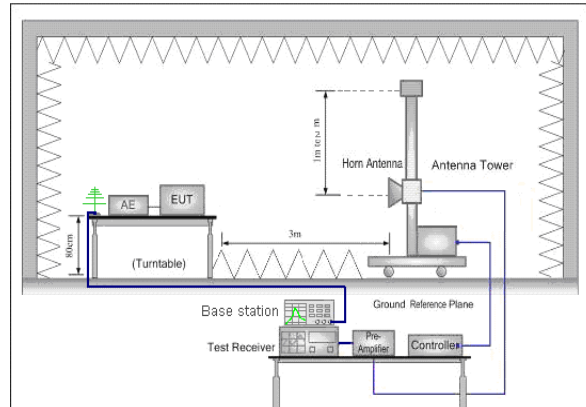 1m to 2 m
Horn Antenna
Antenna Tower
AE
EUT
80cm
(Turntable)
3m
Ground Reference Plane
Base station
Test Receiver
Pre-
Amplifier
Controller